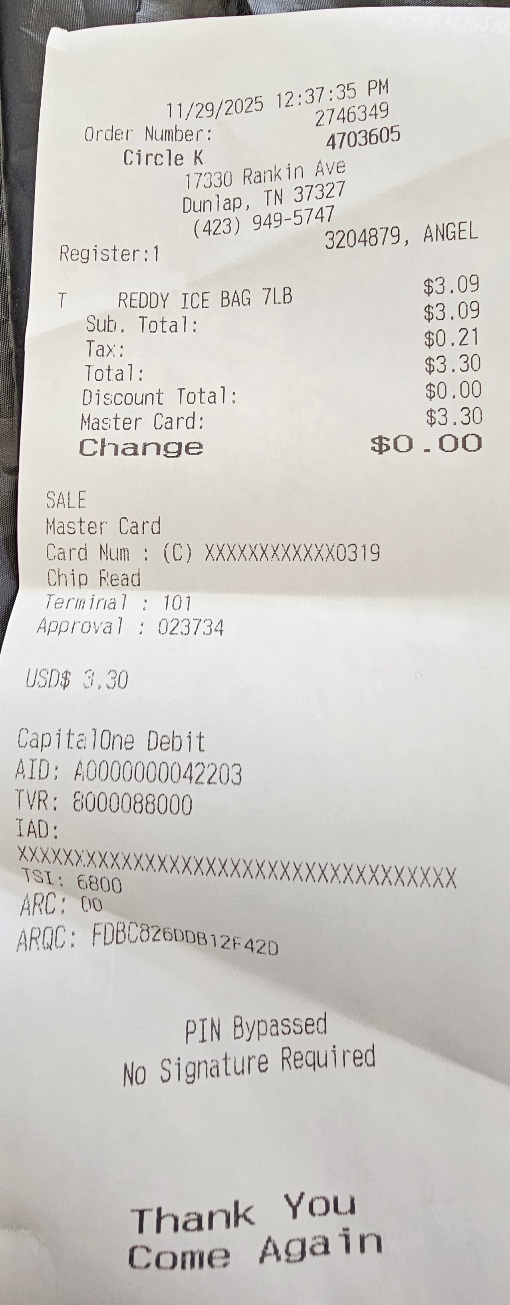 11/29/2025 12:37:35 PM
Order Number: 2746349
Circle K 4703605
17330 Rankin Ave
Dunlap, TN 37327
(423) 949-5747
Register:1 3204879, ANGEL
T REDDY ICE BAG 7LB $3.09
Sub. Total: $3.09
Tax: $0.21
Total: $3.30
Discount Total: $0.00
Master Card: $3.30
Change $0.00
SALE
Master Card
Card Num : (C) XXXXXXXXXXXX0319
Chip Read
Terminal : 101
Approval : 023734
USD$ 3.30
CapitalOne Debit
AID: A0000000042203
TVR: 8000088000
IAD:
XXXXXXXXXXXXXXXXXXXXXXXXXXXXXXXXXXXX
TSI: 6800
ARC: 00
ARQC: FDBC826DDB12F42D
PIN Bypassed
No Signature Required
Thank You
Come Again